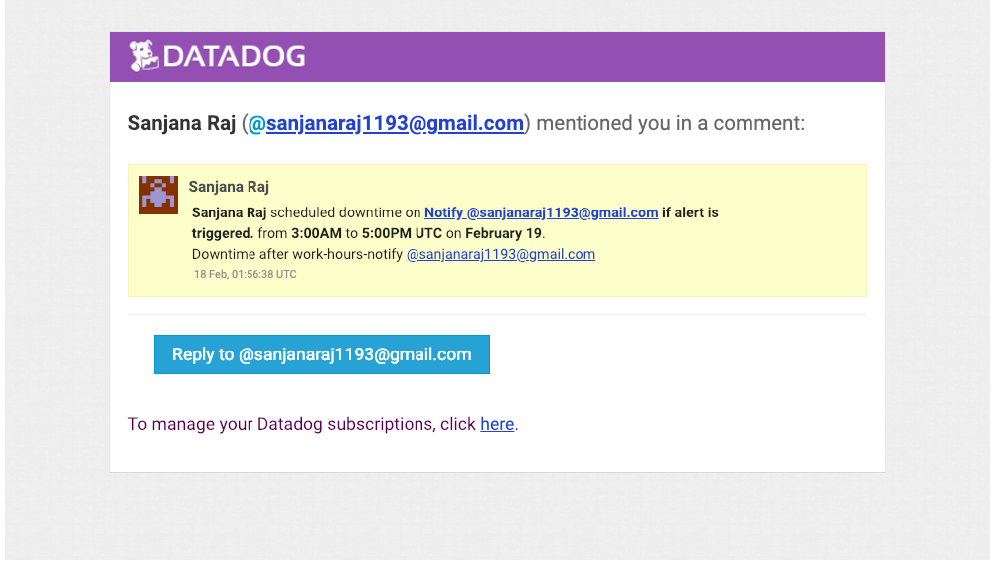 DATADOG
Sanjana Raj (@sanjanaraj1193@gmail.com) mentioned you in a comment:
Sanjana Raj
Sanjana Raj scheduled downtime on Notify @sanjanaraj1193@gmail.com if alert is
triggered. from 3:00AM to 5:00PM UTC on February 19.
Downtime after work-hours-notify @sanjanaraj1193@gmail.com
18 Feb, 01:56:38 UTC
Reply to @sanjanaraj1193@gmail.com
To manage your Datadog subscriptions, click here.